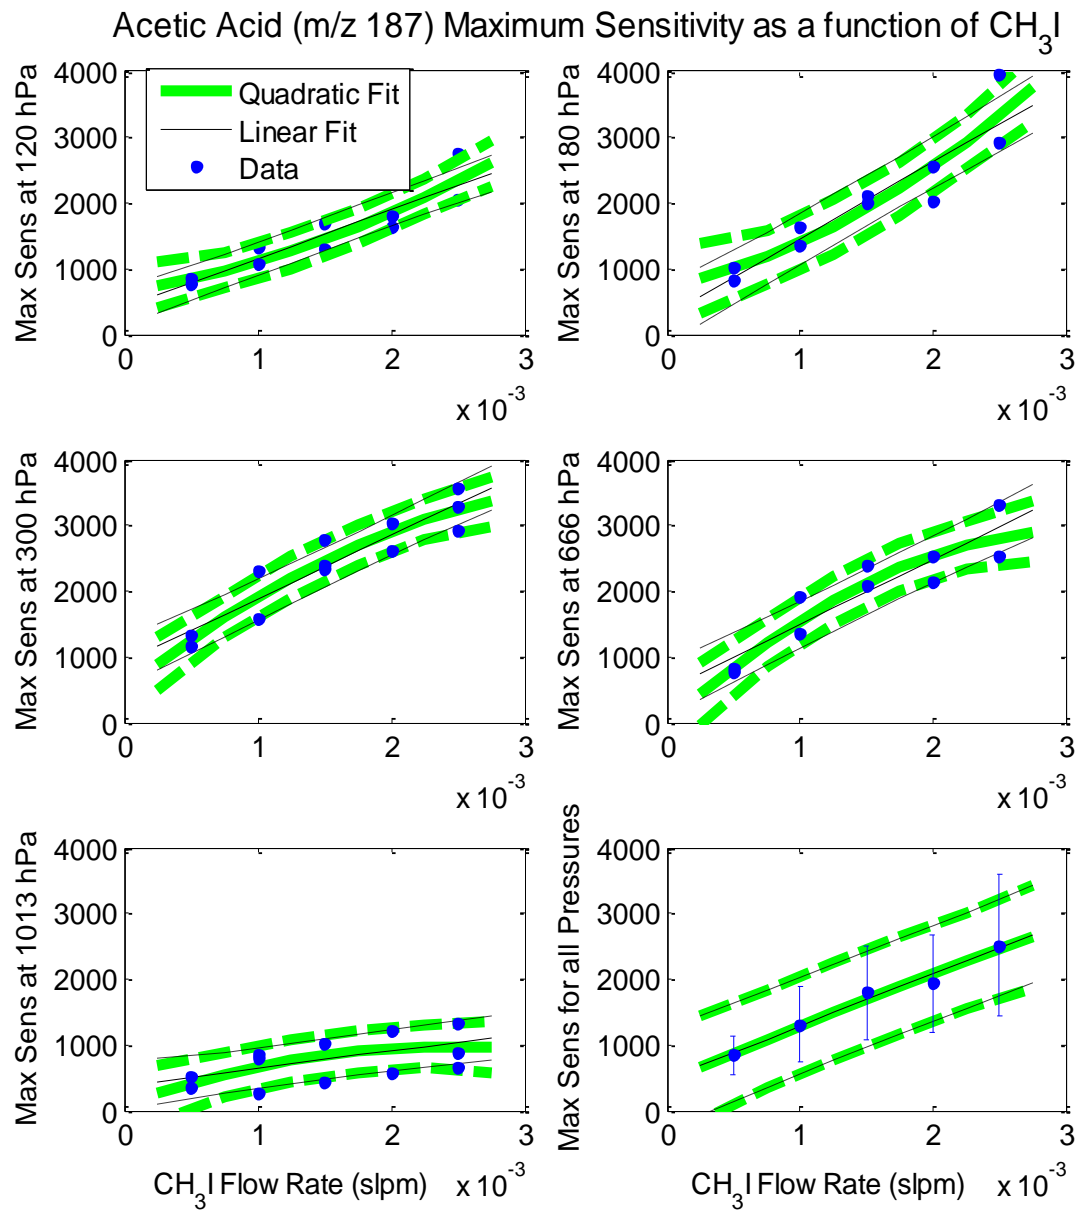 Acetic Acid (m/z 187) Maximum Sensitivity as a function of CH₃I
Max Sens at 120 hPa
4000
3000
2000
1000
0
Quadratic Fit
Linear Fit
Data
0 1 2 3
x 10⁻³
Max Sens at 180 hPa
4000
3000
2000
1000
0
0 1 2 3
x 10⁻³
Max Sens at 300 hPa
4000
3000
2000
1000
0
0 1 2 3
x 10⁻³
Max Sens at 666 hPa
4000
3000
2000
1000
0
0 1 2 3
x 10⁻³
Max Sens at 1013 hPa
4000
3000
2000
1000
0
0 1 2 3
CH₃I Flow Rate (slpm) x 10⁻³
Max Sens for all Pressures
4000
3000
2000
1000
0
0 1 2 3
CH₃I Flow Rate (slpm) x 10⁻³